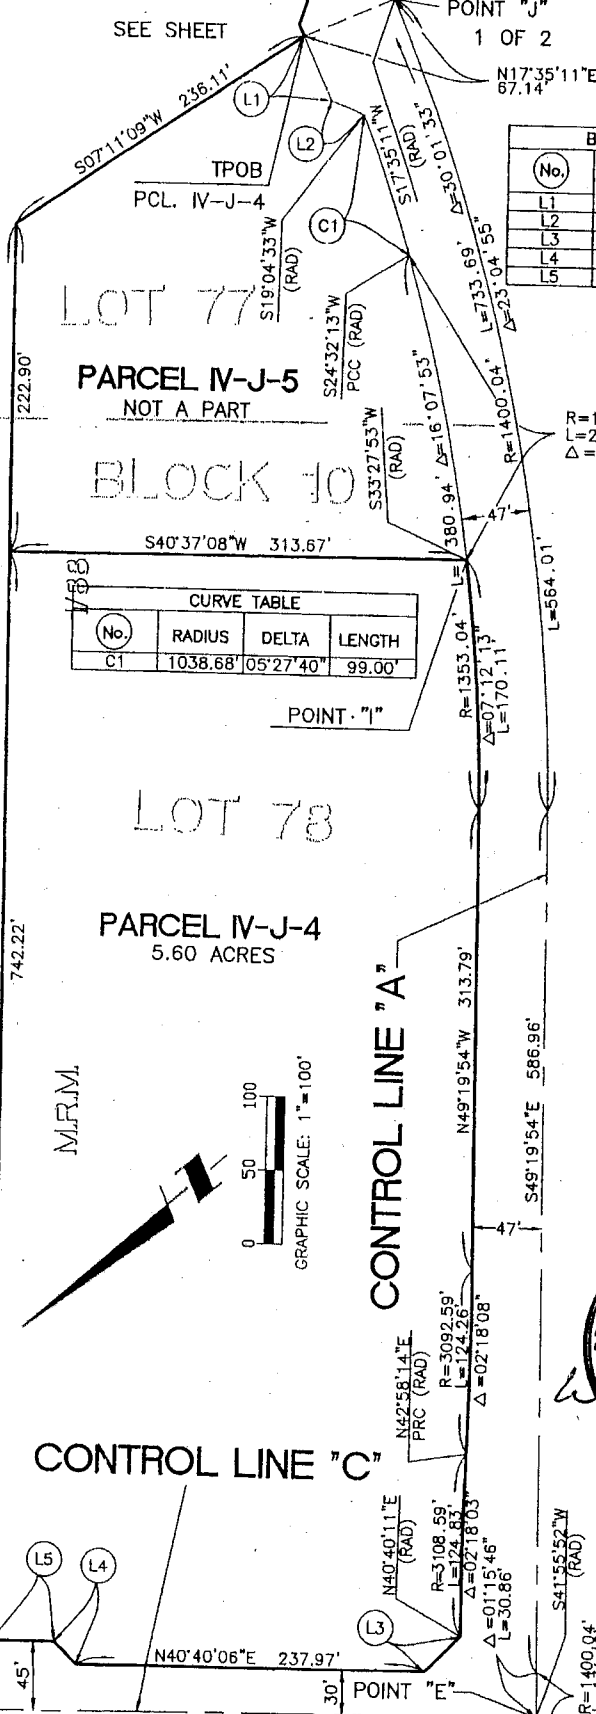 POINT "J"
SEE SHEET
1 OF 2
N17°35'11"E
67.14'
S07°11'09"W 236.11'
L1
L2
TPOB
PCL. IV-J-4
S19°04'33"W
(RAD)
C1
S17°35'11"W
(RAD)
Δ=30°01'33"
L=733.69'
Δ=23°04'55"
B
No.
L1
L2
L3
L4
L5
LOT 77
S24°32'13"W
PCC (RAD)
222.90'
PARCEL IV-J-5
NOT A PART
R=1400.04'
Δ=16°07'53"
L=380.94'
R=1
L=2
Δ=
BLOCK 10
S33°27'53"W
(RAD)
47'
S40°37'08"W 313.67'
L=564.01'
CURVE TABLE
No. RADIUS DELTA LENGTH
C1 1038.68' 05°27'40" 99.00'
R=1353.04'
Δ=07°12'13"
L=170.11'
POINT "I"
LOT 78
PARCEL IV-J-4
5.60 ACRES
742.22'
CONTROL LINE "A"
N49°19'54"W 313.79'
S49°19'54"E 586.96'
M.R.M.
0 50 100
GRAPHIC SCALE: 1"=100'
47'
R=3092.59'
L=124.26'
Δ=02°18'08"
N42°58'14"E
PRC (RAD)
CONTROL LINE "C"
N40°40'11"E
(RAD)
R=3108.59'
L=124.83'
Δ=02°18'03"
Δ=01°15'46"
L=30.86'
S41°55'52"W
(RAD)
L5
L4
L3
N40°40'06"E 237.97'
45'
30'
POINT "E"
R=1400.04'